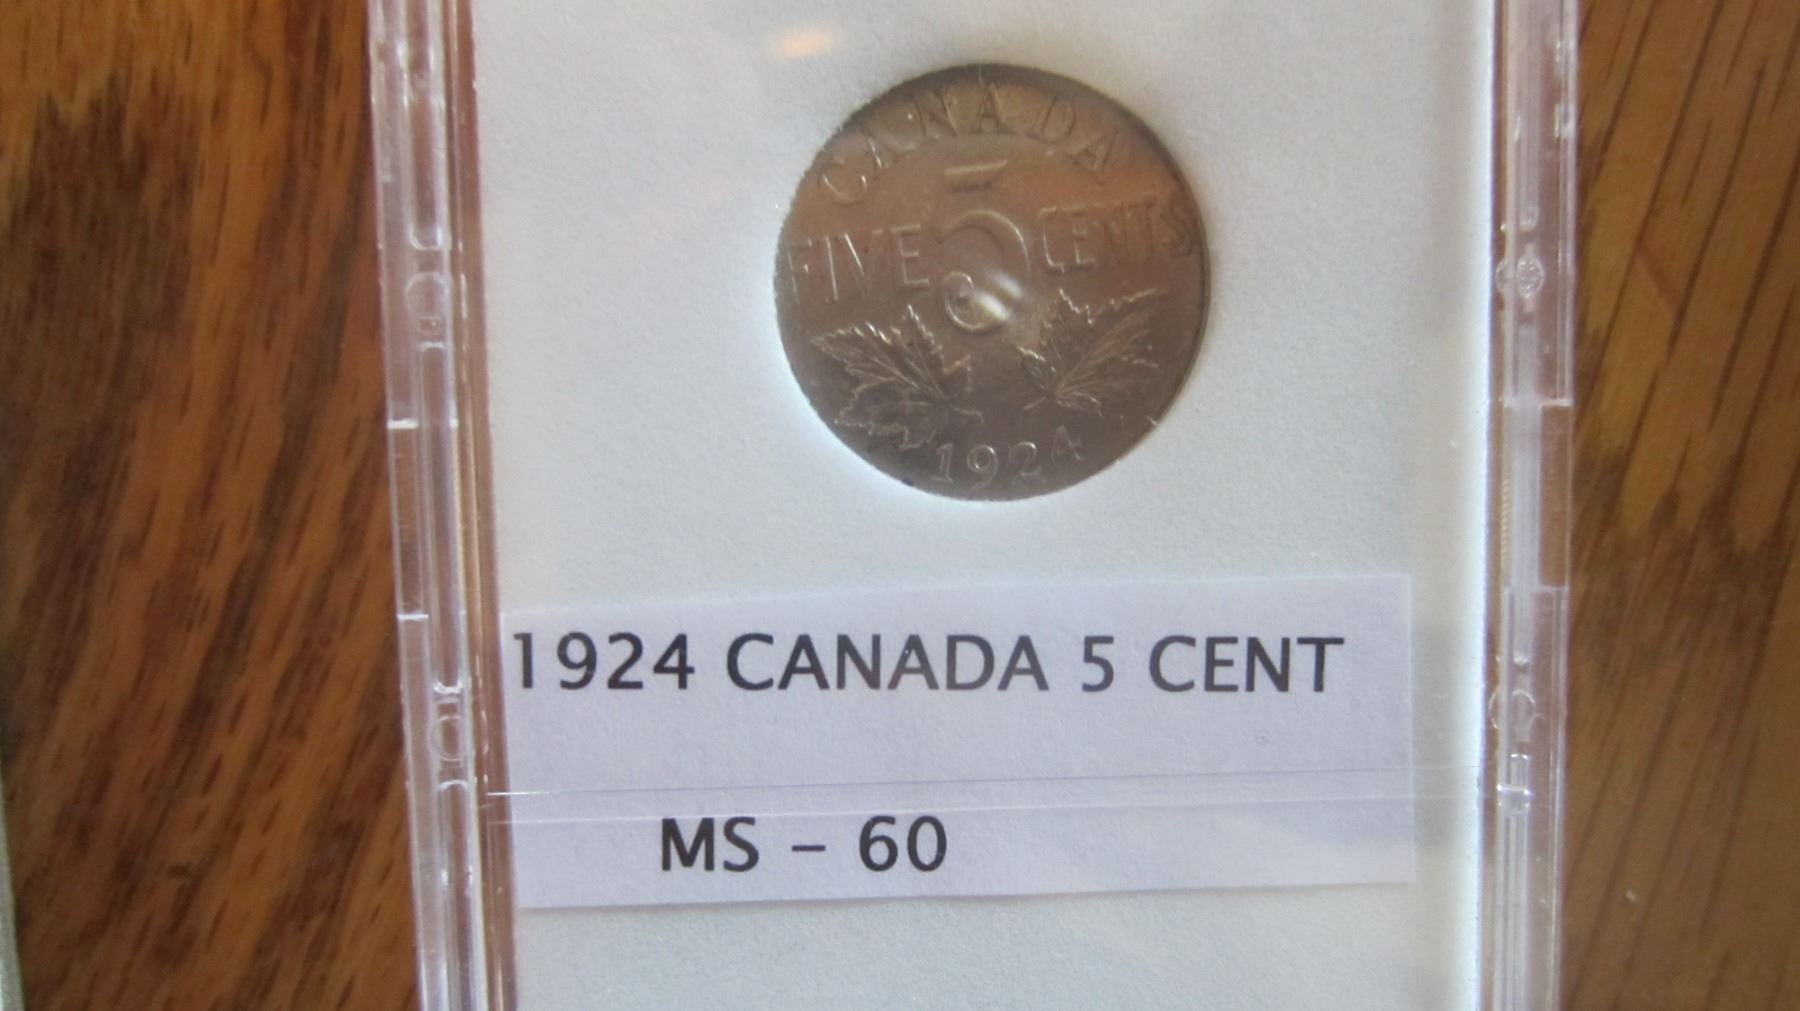 CANADA
FIVE 5 CENTS
1924
1924 CANADA 5 CENT
MS - 60